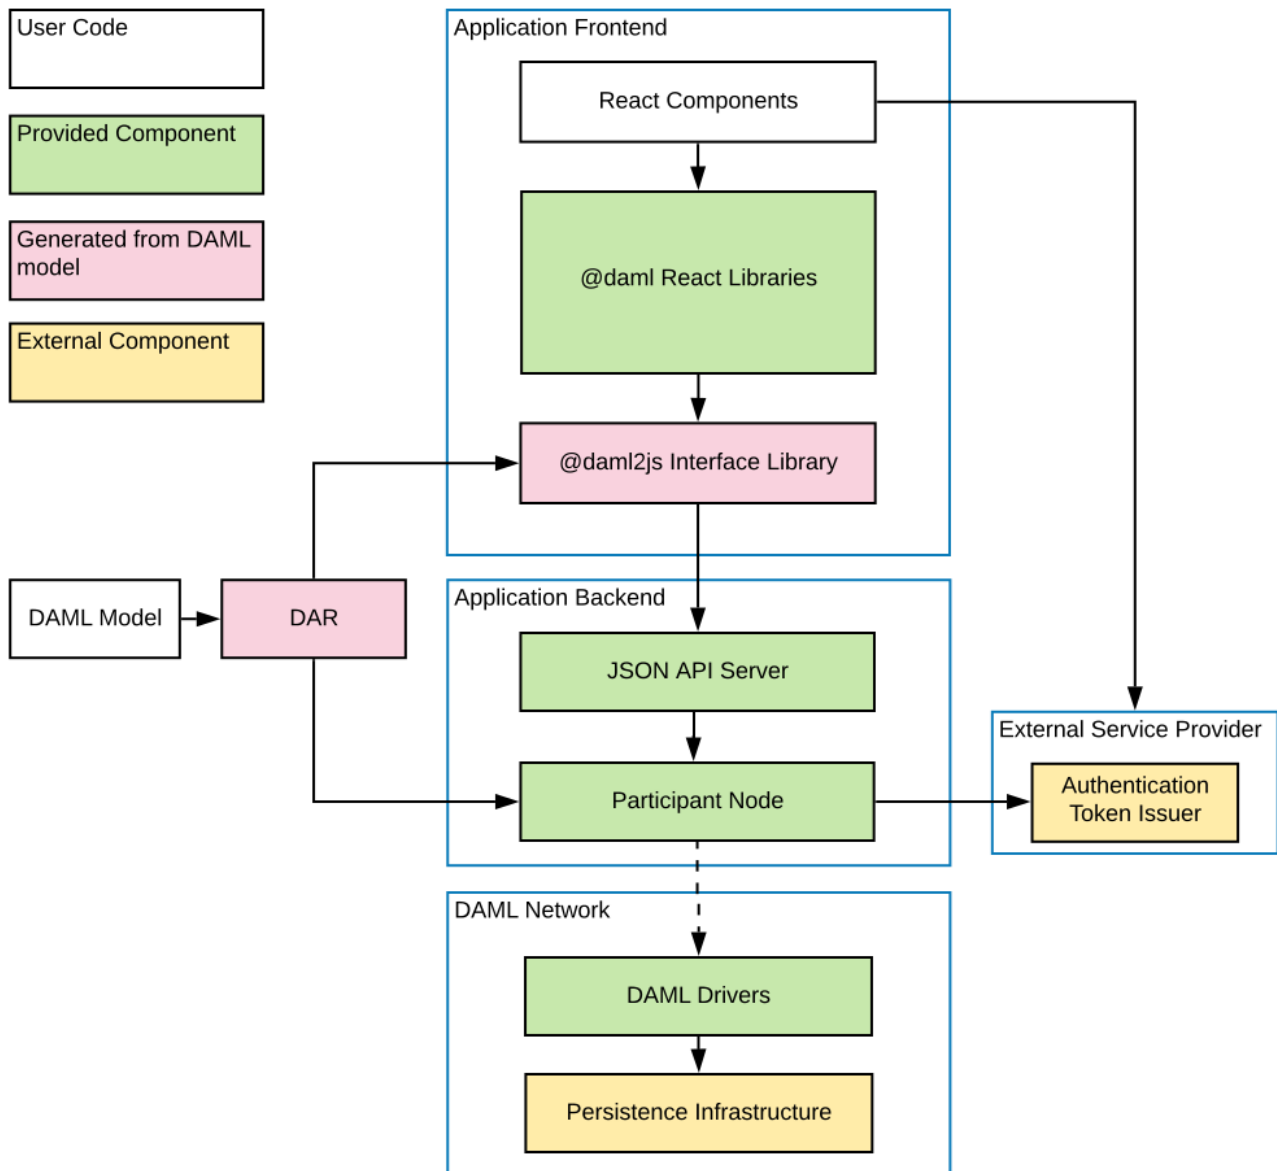 User Code
Provided Component
Generated from DAML
model
External Component
Application Frontend
React Components
@daml React Libraries
@daml2js Interface Library
DAML Model
DAR
Application Backend
JSON API Server
Participant Node
External Service Provider
Authentication
Token Issuer
DAML Network
DAML Drivers
Persistence Infrastructure